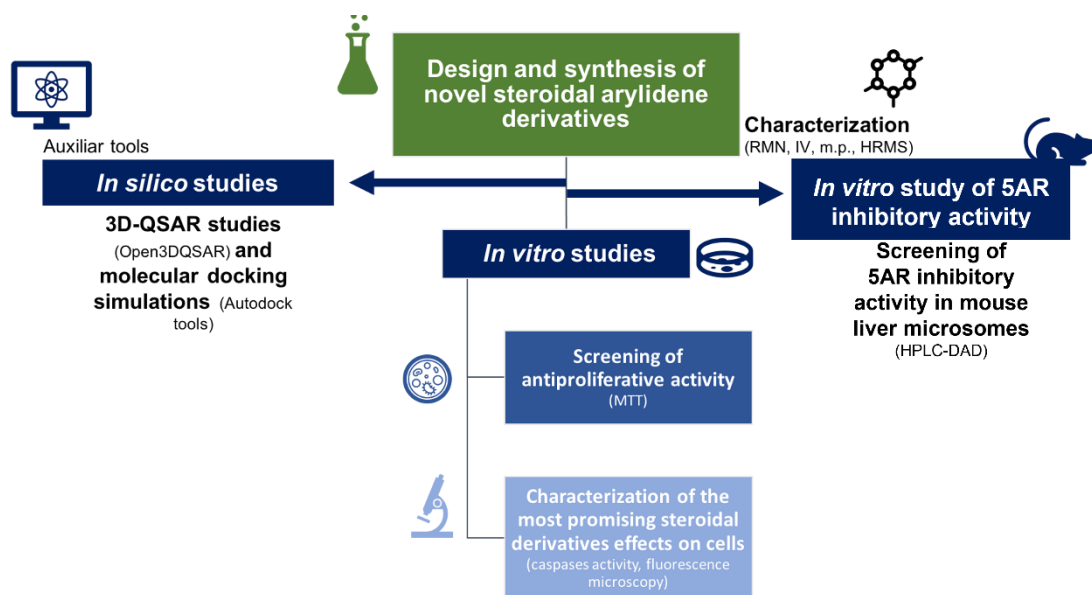 Design and synthesis of
novel steroidal arylidene
derivatives
Auxiliar tools
In silico studies
3D-QSAR studies
(Open3DQSAR) and
molecular docking
simulations (Autodock
tools)
Characterization
(RMN, IV, m.p., HRMS)
In vitro study of 5AR
inhibitory activity
Screening of
5AR inhibitory
activity in mouse
liver microsomes
(HPLC-DAD)
In vitro studies
Screening of
antiproliferative activity
(MTT)
Characterization of the
most promising steroidal
derivatives effects on cells
(caspases activity, fluorescence
microscopy)